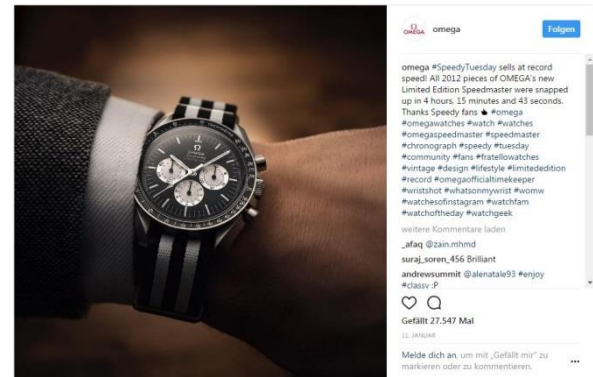 OMEGA
omega
Folgen
omega #SpeedyTuesday sells at record
speed! All 2012 pieces of OMEGA's new
Limited Edition Speedmaster were snapped
up in 4 hours, 15 minutes and 43 seconds.
Thanks Speedy fans #omega
#omegawatches #watch #watches
#omegaspeedmaster #speedmaster
#chronograph #speedy #tuesday
#community #fans #fratellowatches
#vintage #design #lifestyle #limitededition
#record #omegaofficialtimekeeper
#wristshot #whatsonmywrist #womw
#watchesofinstagram #watchfam
#watchoftheday #watchgeek
weitere Kommentare laden
_afaq @zain.mhmd
suraj_soren_456 Brilliant
andrewsummit @alenatale93 #enjoy
#classy :P
Gefällt 27.547 Mal
11. JANUAR
Melde dich an, um mit „Gefällt mir" zu
markieren oder zu kommentieren.
OMEGA